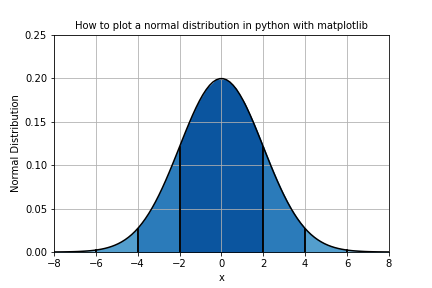 How to plot a normal distribution in python with matplotlib
0.25
0.20
0.15
0.10
0.05
0.00
Normal Distribution
−8 −6 −4 −2 0 2 4 6 8
x